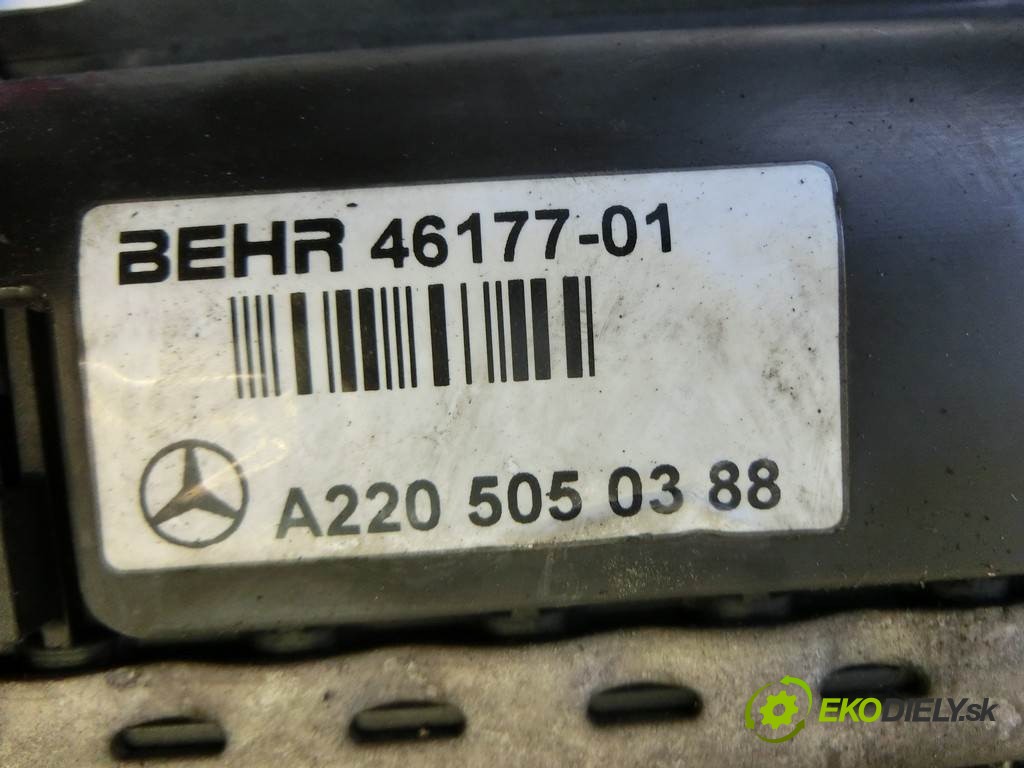 BEHR 46177-01
A220 505 03 88
EKODIELY.sk